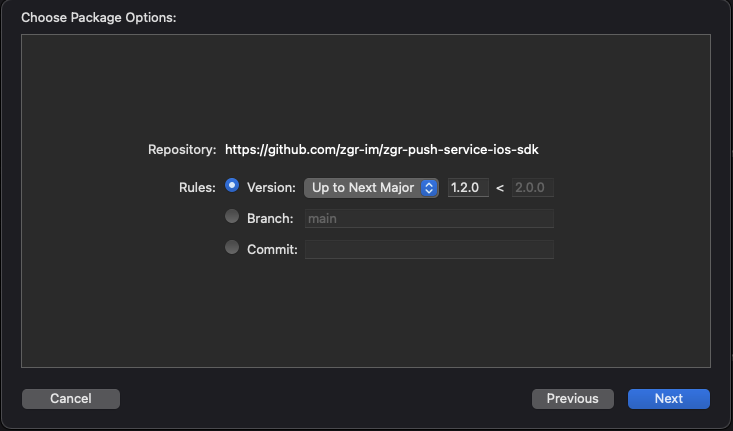 Choose Package Options:
Repository: https://github.com/zgr-im/zgr-push-service-ios-sdk
Rules: Version: Up to Next Major 1.2.0 < 2.0.0
Branch: main
Commit:
Cancel Previous Next